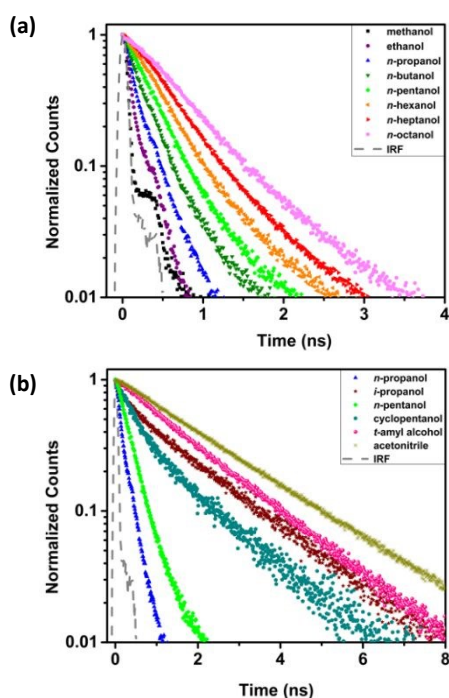 (a)
Normalized Counts
1
0.1
0.01
methanol
ethanol
n-propanol
n-butanol
n-pentanol
n-hexanol
n-heptanol
n-octanol
IRF
0 1 2 3 4
Time (ns)
(b)
Normalized Counts
1
0.1
0.01
n-propanol
i-propanol
n-pentanol
cyclopentanol
t-amyl alcohol
acetonitrile
IRF
0 2 4 6 8
Time (ns)